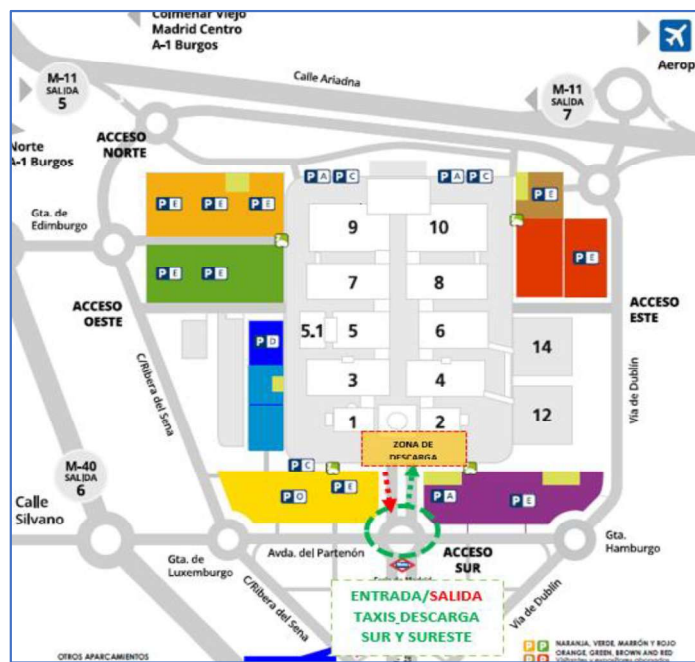 Colmenar Viejo
Madrid Centro
A-1 Burgos
Aerop
Calle Ariadna
M-11
SALIDA
5
M-11
SALIDA
7
Norte
A-1 Burgos
ACCESO
NORTE
P A P C
P A P C
P E P E P E
P E
9
10
Gta. de
Edimburgo
P E P E
P E
7
8
ACCESO
OESTE
ACCESO
ESTE
P D
5.1
5
6
14
3
4
12
1
2
C/Ribera del Sena
Vía de Dublín
ZONA DE
DESCARGA
M-40
SALIDA
6
P C
P O
P E
P A
P E
Calle
Silvano
Gta. de
Luxemburgo
Avda. del Partenón
ACCESO
SUR
Gta.
Hamburgo
C/Ribera del Sena
Vía de Dublín
ENTRADA/SALIDA
TAXIS_DESCARGA
SUR Y SURESTE
OTROS APARCAMIENTOS
P P NARANJA, VERDE, MARRÓN Y ROJO
ORANGE, GREEN, BROWN AND RED